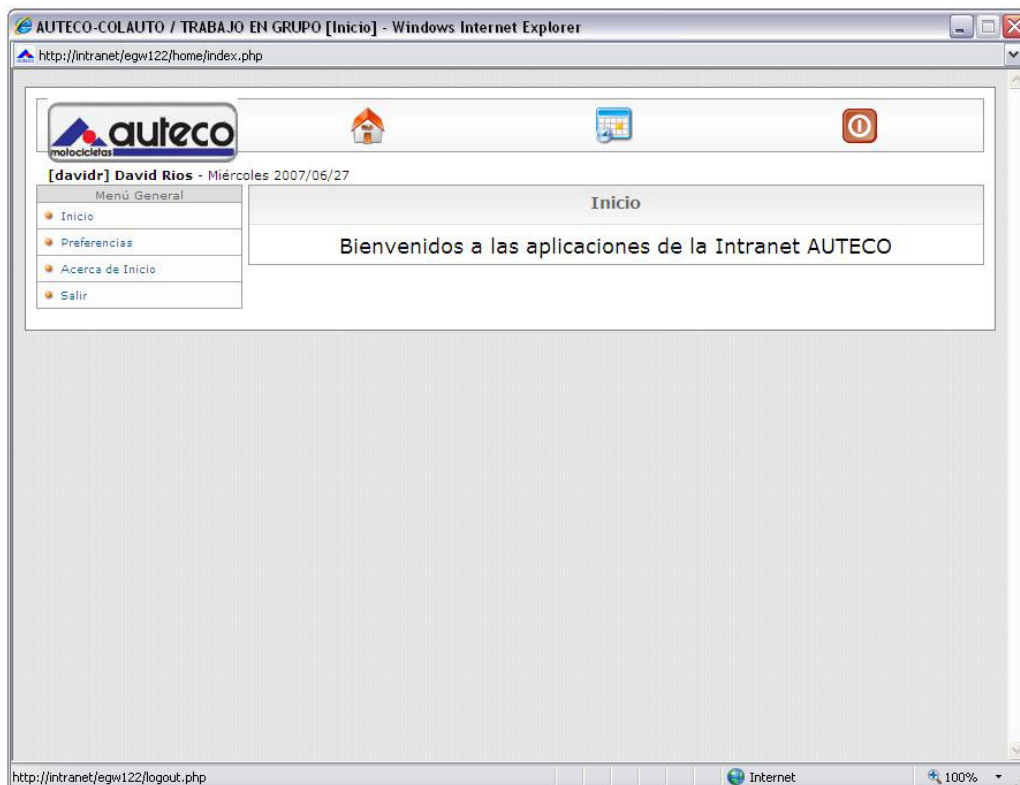 AUTECO-COLAUTO / TRABAJO EN GRUPO [Inicio] - Windows Internet Explorer
http://intranet/egw122/home/index.php
auteco
motocicletas
[davidr] David Rios - Miércoles 2007/06/27
Menú General
Inicio
Preferencias
Acerca de Inicio
Salir
Inicio
Bienvenidos a las aplicaciones de la Intranet AUTECO
http://intranet/egw122/logout.php
Internet
100%